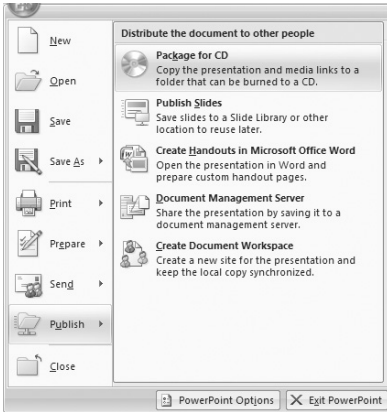 New
Open
Save
Save As
Print
Prepare
Send
Publish
Close
Distribute the document to other people
Package for CD
Copy the presentation and media links to a
folder that can be burned to a CD.
Publish Slides
Save slides to a Slide Library or other
location to reuse later.
Create Handouts in Microsoft Office Word
Open the presentation in Word and
prepare custom handout pages.
Document Management Server
Share the presentation by saving it to a
document management server.
Create Document Workspace
Create a new site for the presentation and
keep the local copy synchronized.
PowerPoint Options
Exit PowerPoint